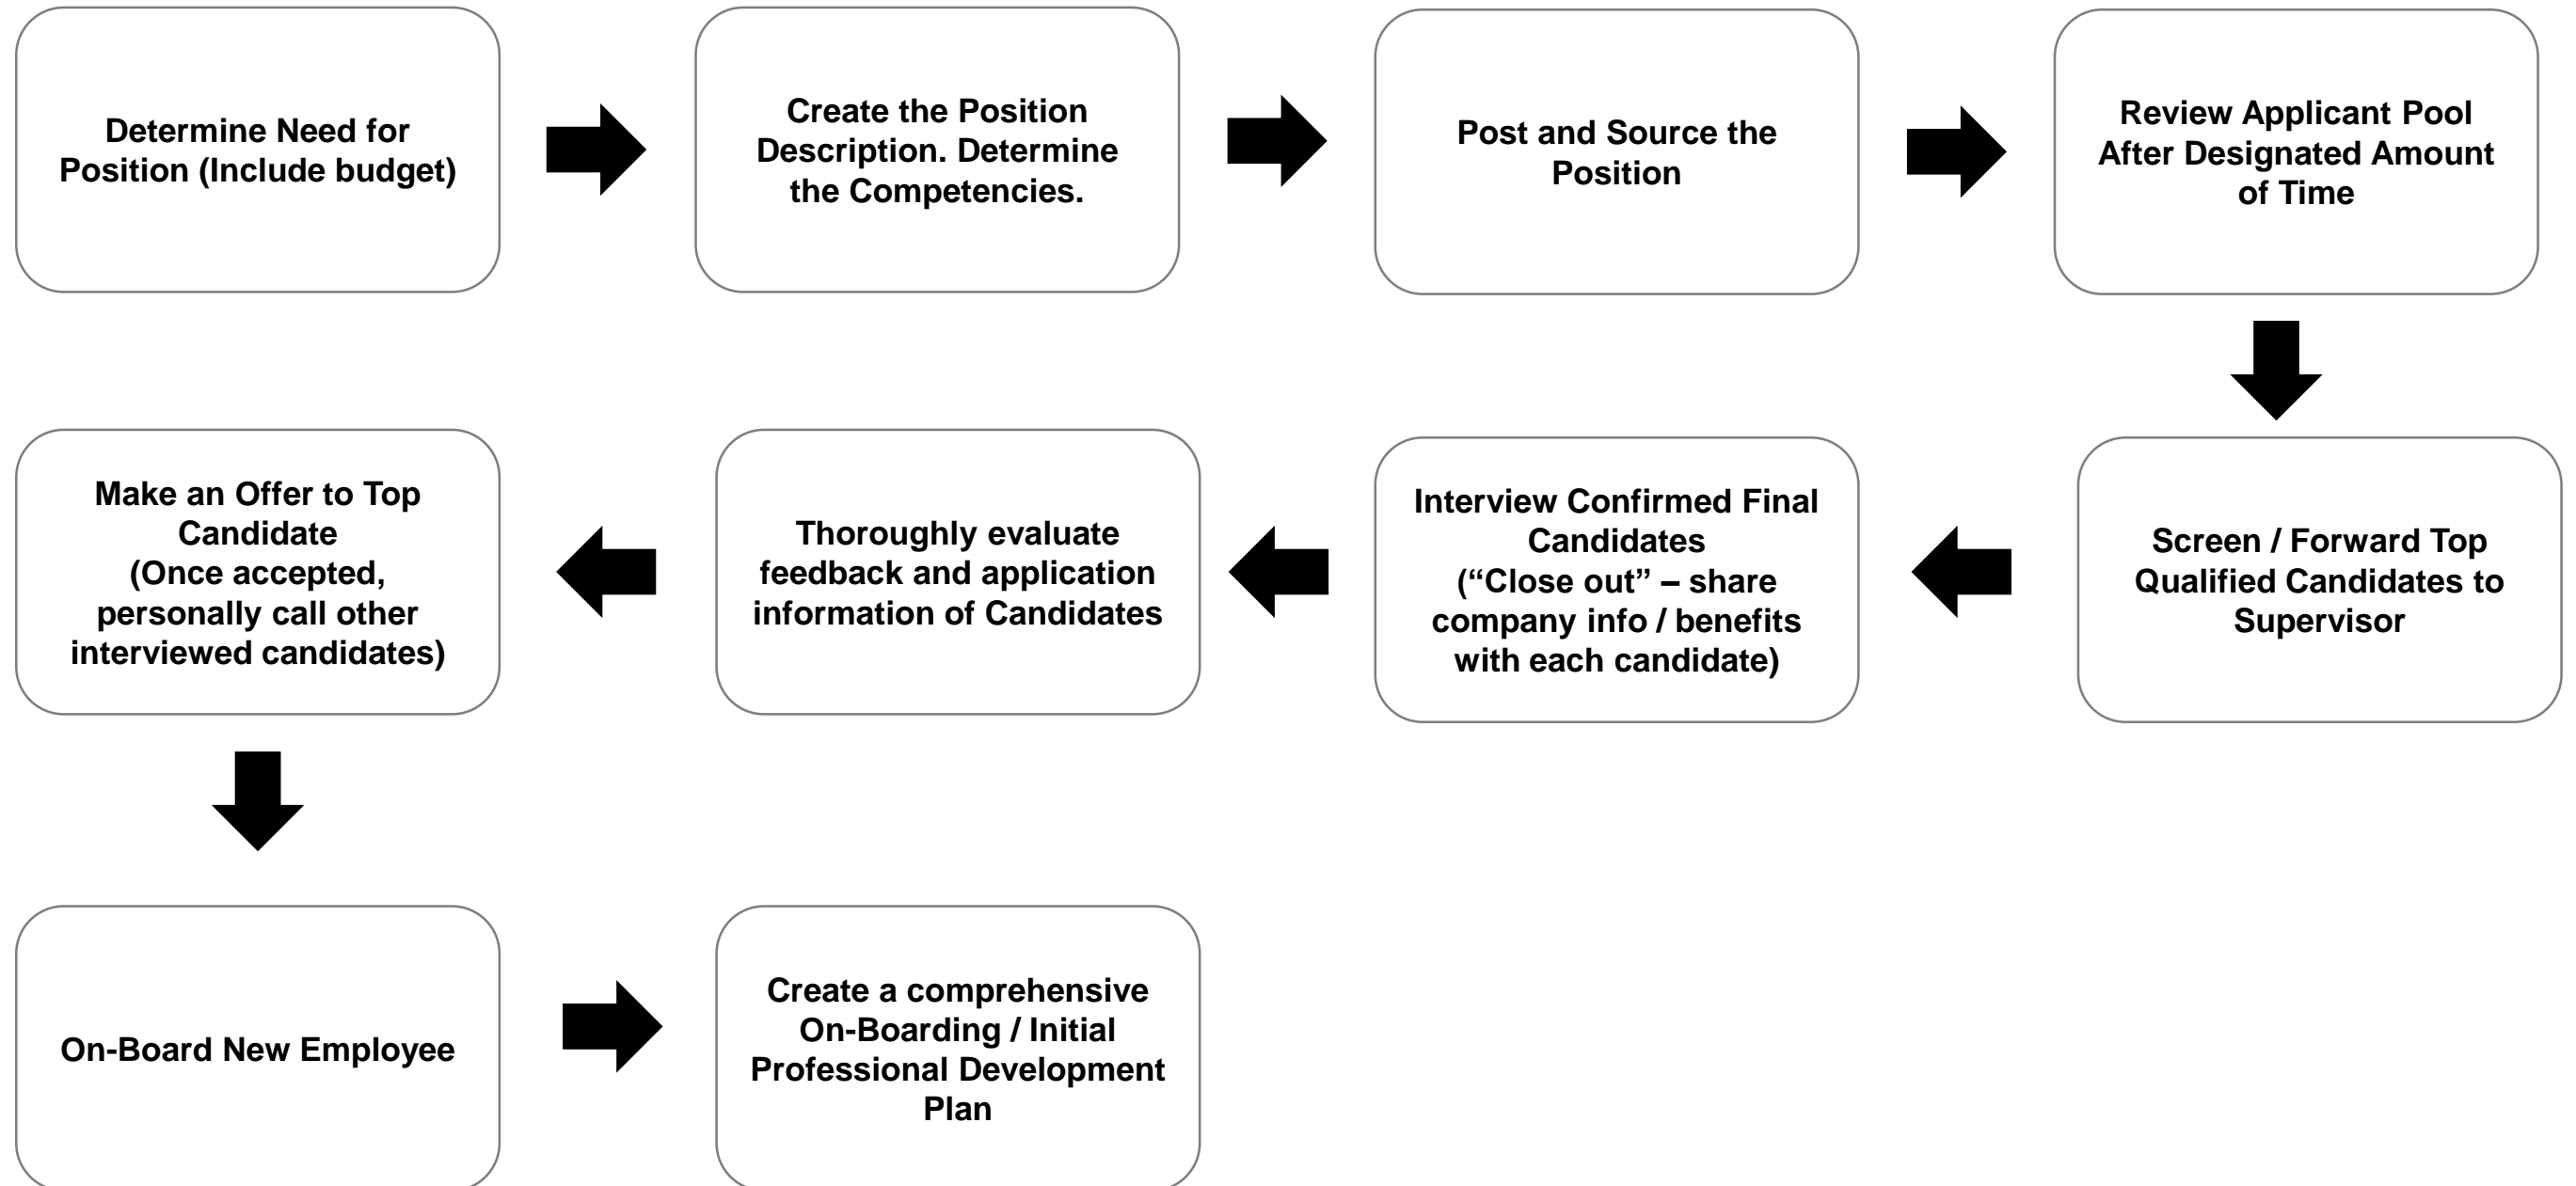 Determine Need for
Position (Include budget)
Create the Position
Description. Determine
the Competencies.
Post and Source the
Position
Review Applicant Pool
After Designated Amount
of Time
Screen / Forward Top
Qualified Candidates to
Supervisor
Interview Confirmed Final
Candidates
(“Close out” – share
company info / benefits
with each candidate)
Thoroughly evaluate
feedback and application
information of Candidates
Make an Offer to Top
Candidate
(Once accepted,
personally call other
interviewed candidates)
On-Board New Employee
Create a comprehensive
On-Boarding / Initial
Professional Development
Plan